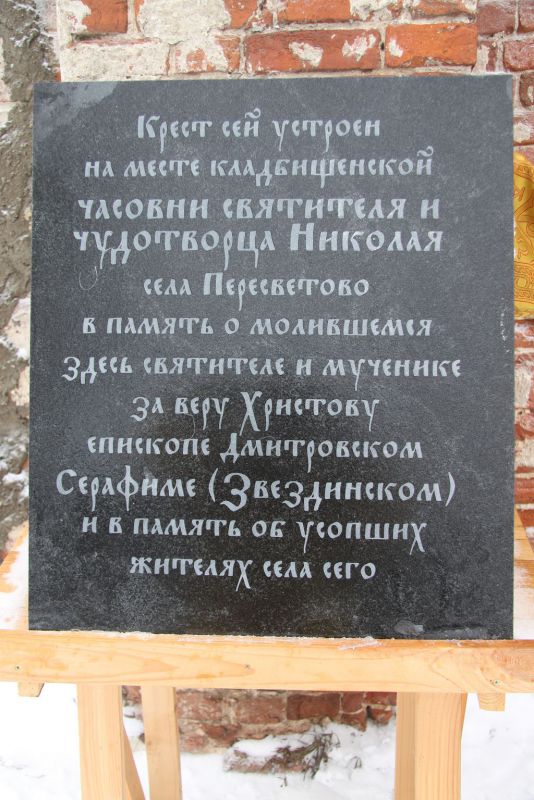 Крест сей устроен
на месте кладбищенской
часовни святителя и
чудотворца Николая
села Пересветово
в память о молившемся
здесь святителе и мученике
за веру Христову
епископе Дмитровском
Серафиме (Звездинском)
и в память об усопших
жителях села сего